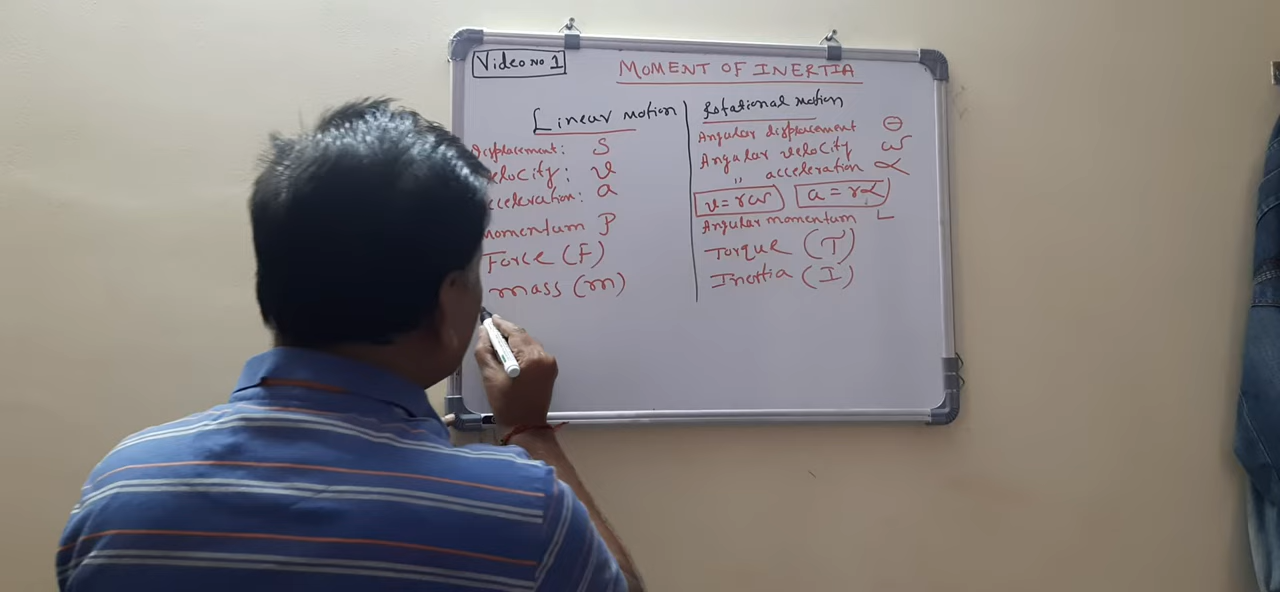 Video No 1
MOMENT OF INERTIA
Linear motion
Displacement: S
velocity: v
acceleration: a
momentum P
Force (F)
mass (m)
Rotational motion
Angular displacement θ
Angular velocity ω
" acceleration α
v = rω a = rα
Angular momentum L
Torque (T)
Inertia (I)